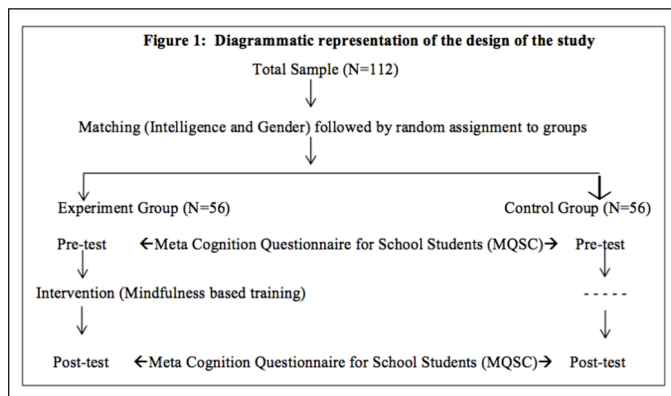 Figure 1: Diagrammatic representation of the design of the study
Total Sample (N=112)
Matching (Intelligence and Gender) followed by random assignment to groups
Experiment Group (N=56) Control Group (N=56)
Pre-test ←Meta Cognition Questionnaire for School Students (MQSC)→ Pre-test
Intervention (Mindfulness based training) - - - - -
Post-test ←Meta Cognition Questionnaire for School Students (MQSC)→ Post-test